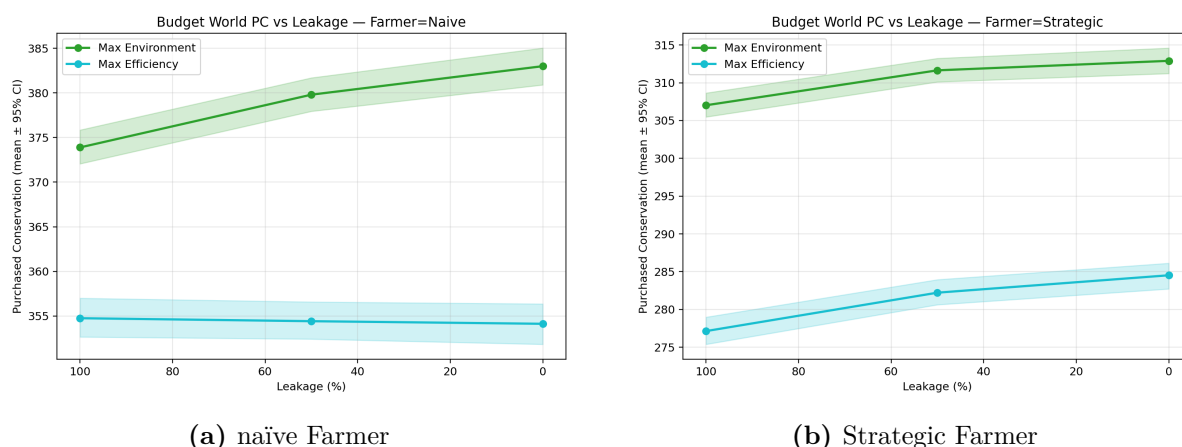 Budget World PC vs Leakage — Farmer=Naive
Max Environment
Max Efficiency
Purchased Conservation (mean ± 95% CI)
385
380
375
370
365
360
355
100
80
60
40
20
0
Leakage (%)
(a) naïve Farmer
Budget World PC vs Leakage — Farmer=Strategic
Max Environment
Max Efficiency
Purchased Conservation (mean ± 95% CI)
315
310
305
300
295
290
285
280
275
100
80
60
40
20
0
Leakage (%)
(b) Strategic Farmer